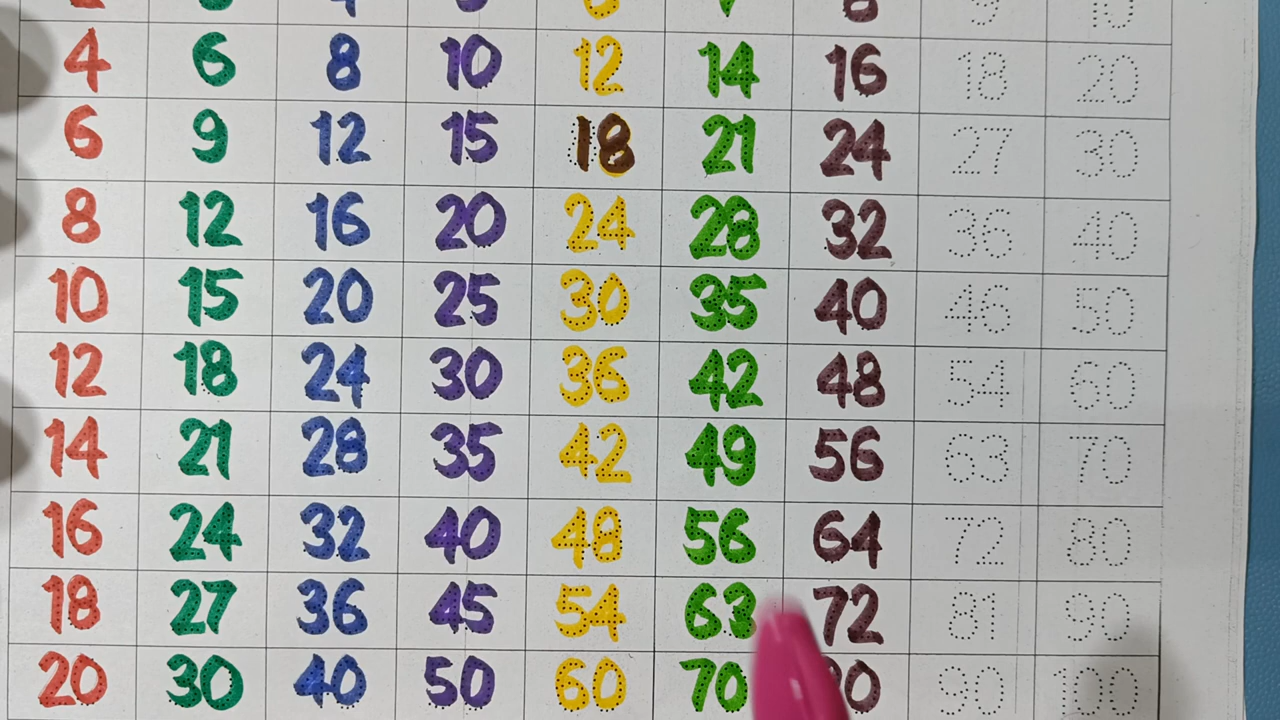 4 6 8 10 12 14 16 18 20
6 9 12 15 18 21 24 27 30
8 12 16 20 24 28 32 36 40
10 15 20 25 30 35 40 46 50
12 18 24 30 36 42 48 54 60
14 21 28 35 42 49 56 63 70
16 24 32 40 48 56 64 72 80
18 27 36 45 54 63 72 81 90
20 30 40 50 60 70 90 100